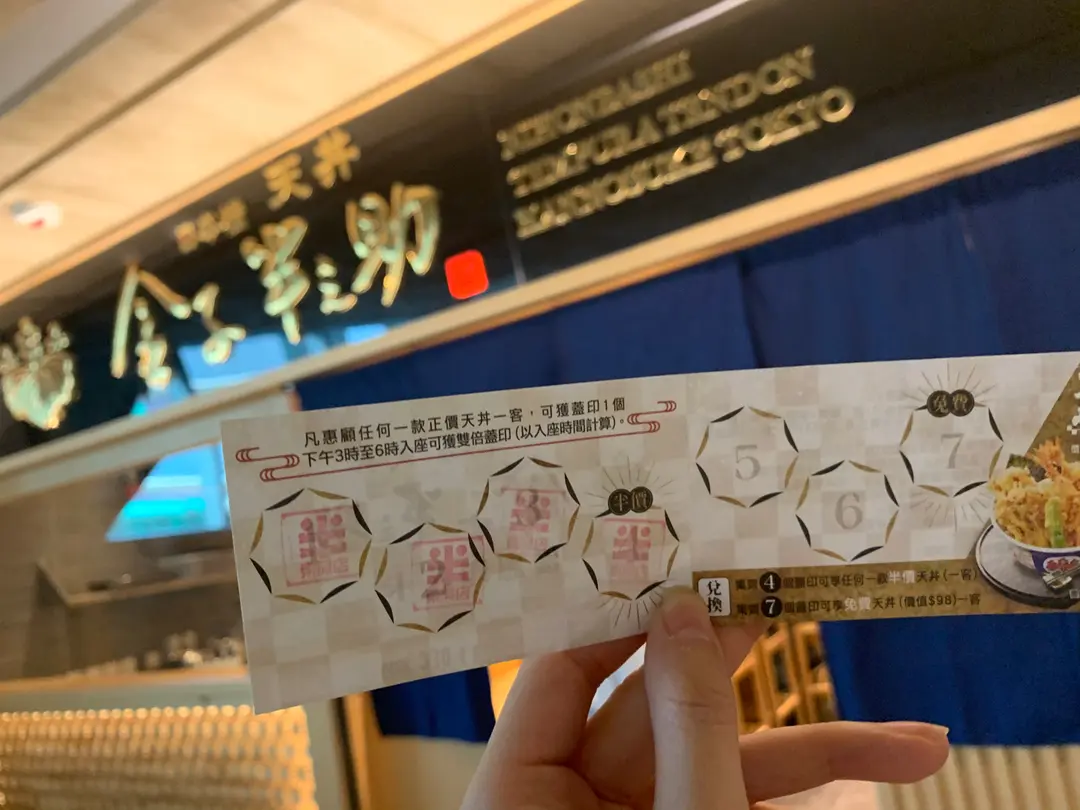 天丼
日本橋
金子半之助
NIHONBASHI
TEMPURA TENDON
HANNOSUKE TOKYO
凡惠顧任何一款正價天丼一客，可獲蓋印1個
下午3時至6時入座可獲雙倍蓋印(以入座時間計算)。
2
3
半價
5
6
免費
7
兌換
集齊4個蓋印可享任何一款半價天丼(一客)
集齊7個蓋印可享免費天丼(價值$98)一客